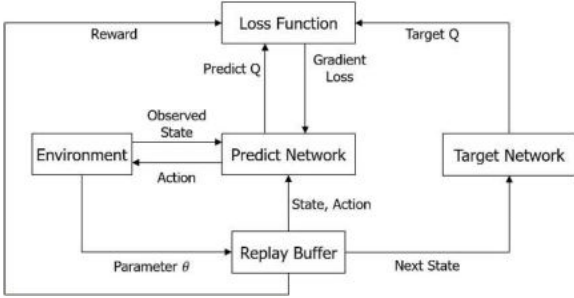 Reward
Loss Function
Target Q
Predict Q
Gradient
Loss
Observed
State
Environment
Predict Network
Target Network
Action
State, Action
Replay Buffer
Parameter θ
Next State